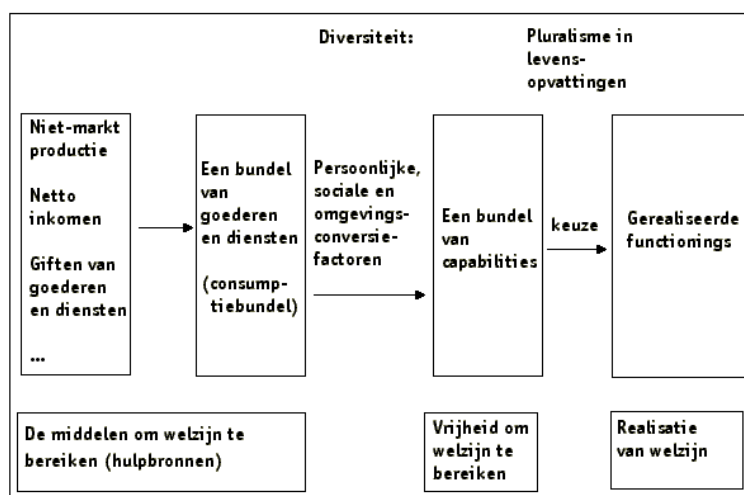 Diversiteit:
Pluralisme in
levens-
opvattingen
Niet-markt
productie
Netto
inkomen
Giften van
goederen
en diensten
...
Een bundel
van
goederen
en diensten
(consump-
tiebundel)
Persoonlijke,
sociale en
omgevings-
conversie-
factoren
Een bundel
van
capabilities
keuze
Gerealiseerde
functionings
De middelen om welzijn te
bereiken (hulpbronnen)
Vrijheid om
welzijn te
bereiken
Realisatie
van welzijn